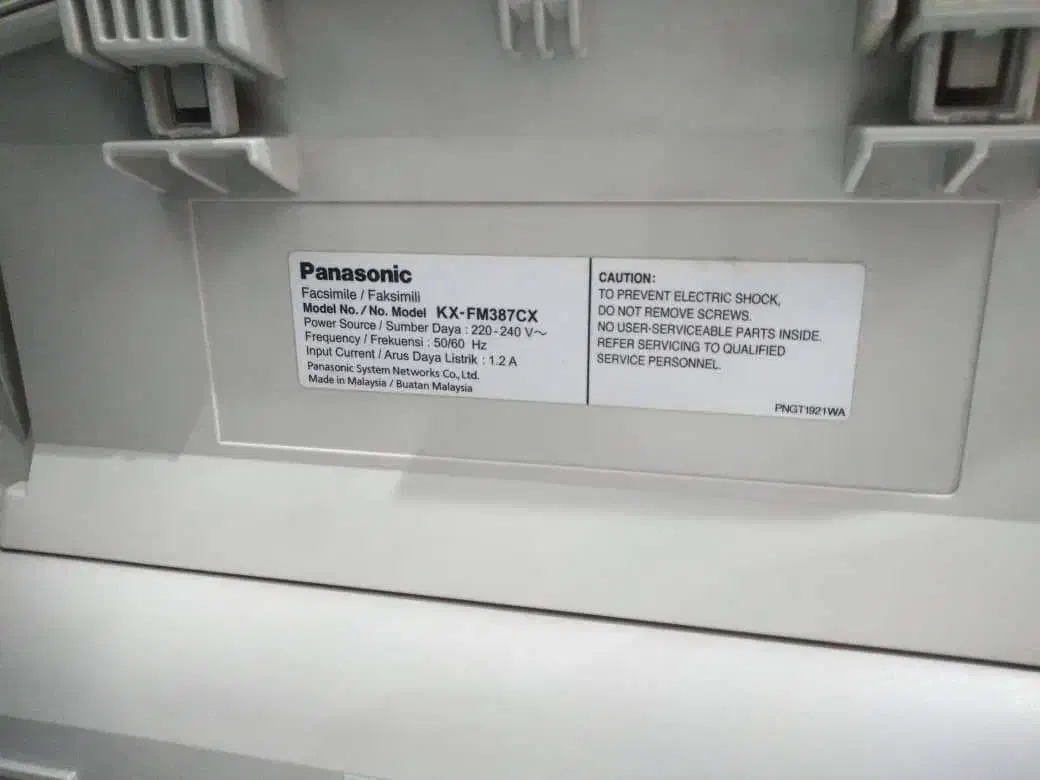 Panasonic
Facsimile / Faksimili
Model No. / No. Model KX-FM387CX
Power Source / Sumber Daya : 220-240 V~
Frequency / Frekuensi : 50/60 Hz
Input Current / Arus Daya Listrik : 1.2 A
Panasonic System Networks Co., Ltd.
Made in Malaysia / Buatan Malaysia
CAUTION:
TO PREVENT ELECTRIC SHOCK,
DO NOT REMOVE SCREWS.
NO USER-SERVICEABLE PARTS INSIDE.
REFER SERVICING TO QUALIFIED
SERVICE PERSONNEL.
PNGT1921WA